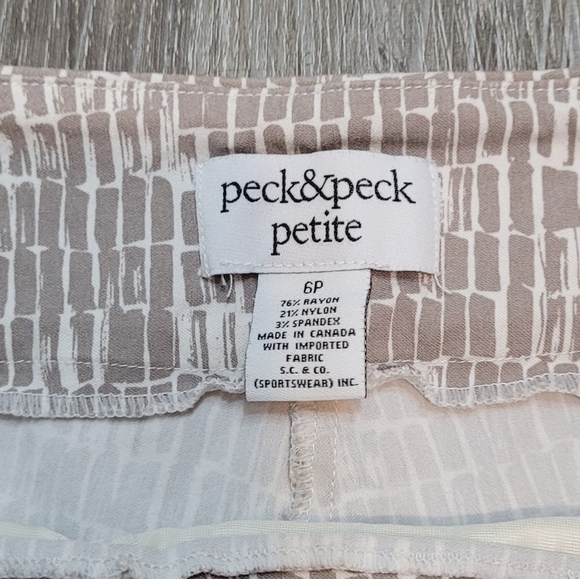 peck&peck
petite
6P
76% RAYON
21% NYLON
3% SPANDEX
MADE IN CANADA
WITH IMPORTED
FABRIC
S.C. & CO.
(SPORTSWEAR) INC.